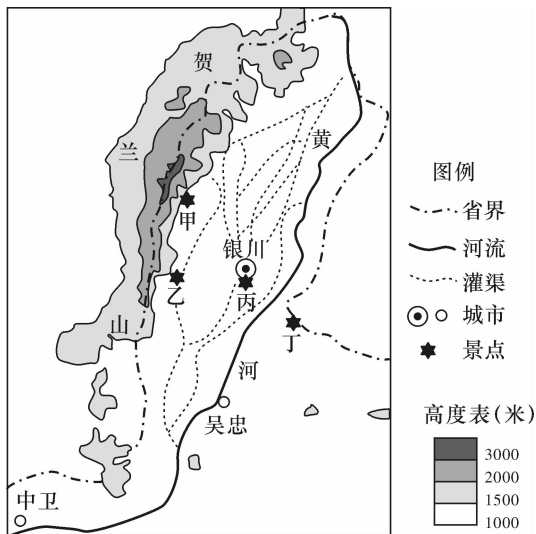 贺
兰
山
黄
河
甲
银川
乙
丙
丁
吴忠
中卫
图例
省界
河流
灌渠
城市
景点
高度表(米)
3000
2000
1500
1000